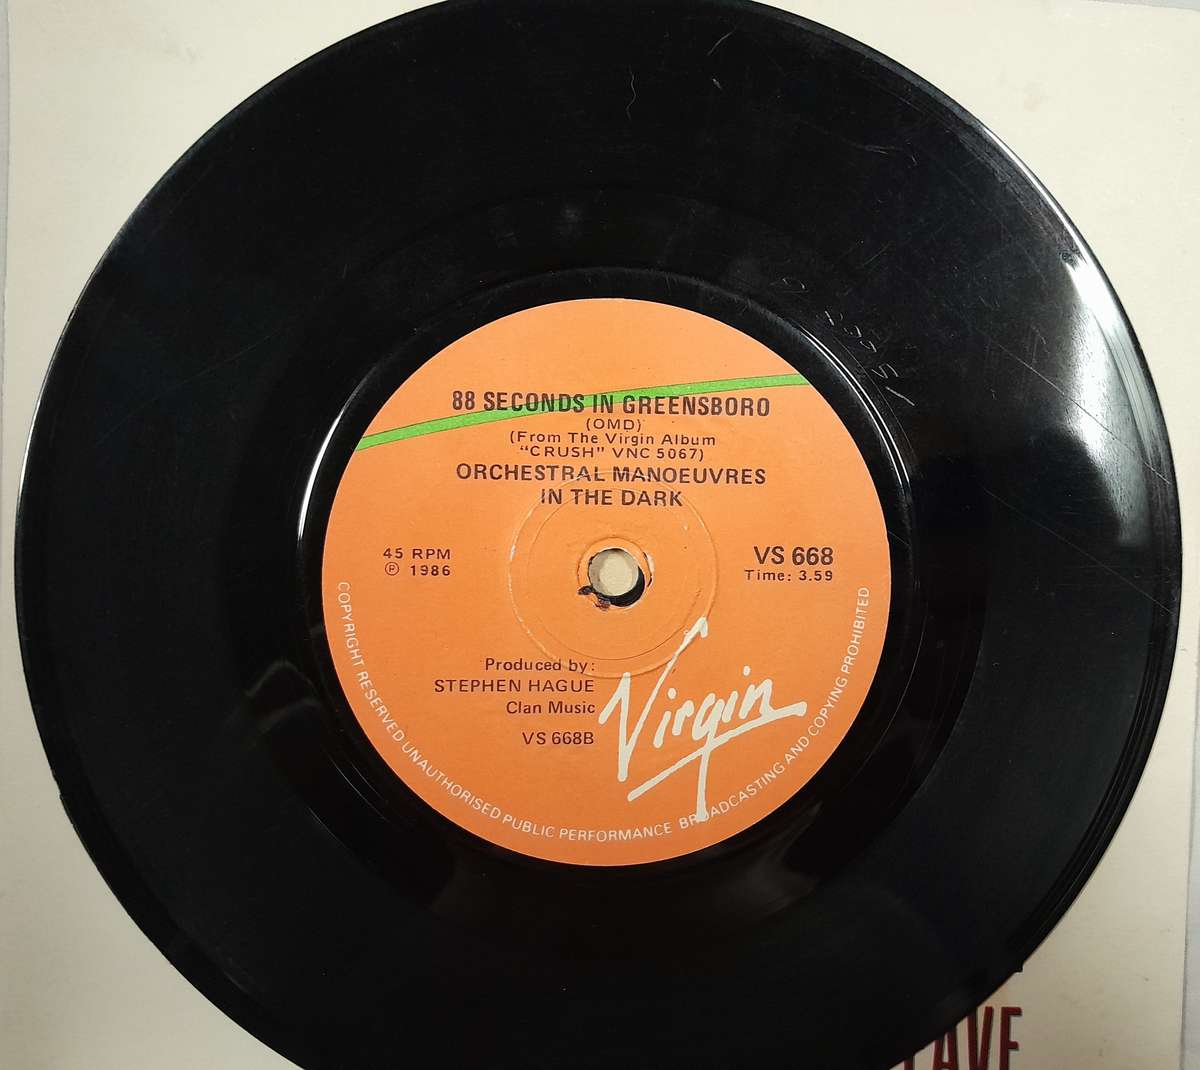 88 SECONDS IN GREENSBORO
(OMD)
(From The Virgin Album
"CRUSH" VNC 5067)
ORCHESTRAL MANOEUVRES
IN THE DARK
45 RPM
Ⓟ 1986
VS 668
Time: 3.59
Produced by:
STEPHEN HAGUE
Clan Music
VS 668B
Virgin
COPYRIGHT RESERVED UNAUTHORISED PUBLIC PERFORMANCE BROADCASTING AND COPYING PROHIBITED